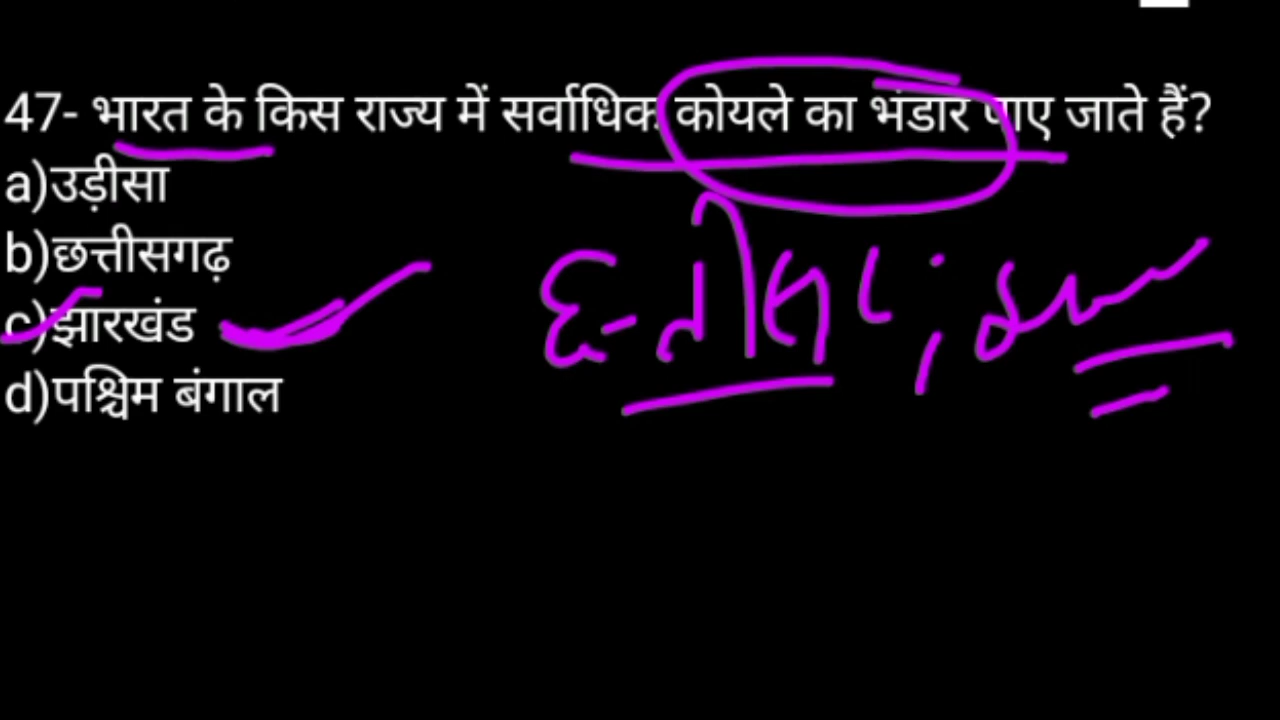 47- भारत के किस राज्य में सर्वाधिक कोयले का भंडार पाए जाते हैं?
a)उड़ीसा
b)छत्तीसगढ़
c)झारखंड
d)पश्चिम बंगाल